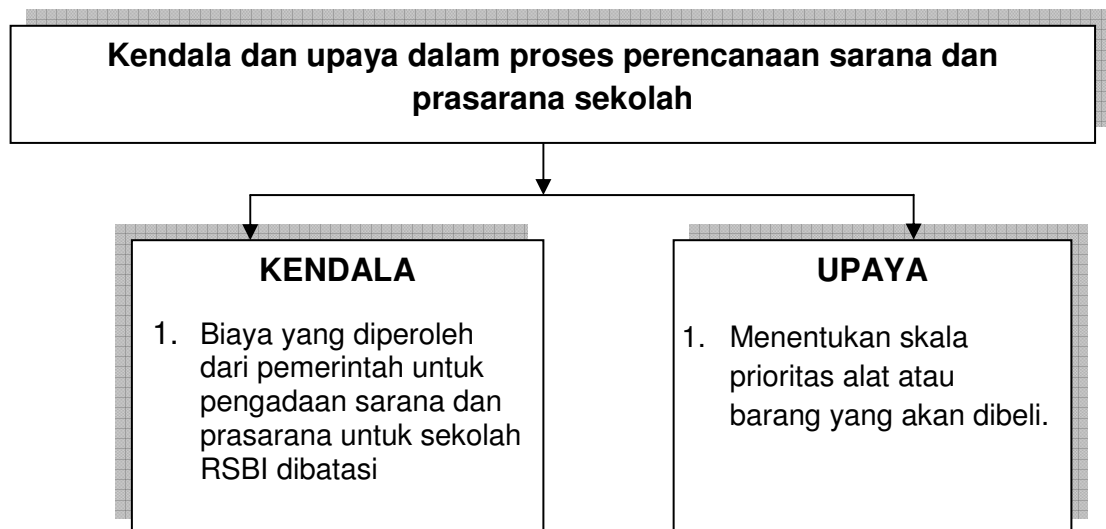 Kendala dan upaya dalam proses perencanaan sarana dan
prasarana sekolah
KENDALA
1. Biaya yang diperoleh
dari pemerintah untuk
pengadaan sarana dan
prasarana untuk sekolah
RSBI dibatasi
UPAYA
1. Menentukan skala
prioritas alat atau
barang yang akan dibeli.